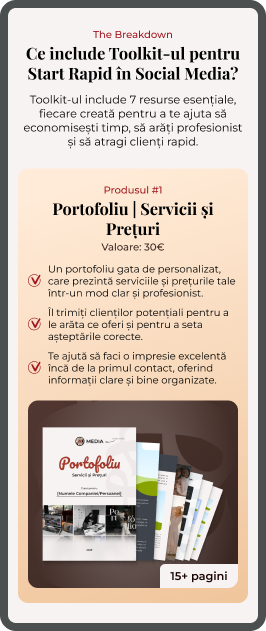 The Breakdown
Ce include Toolkit-ul pentru
Start Rapid în Social Media?
Toolkit-ul include 7 resurse esențiale,
fiecare creată pentru a te ajuta să
economisești timp, să arăți profesionist
și să atragi clienți rapid.
Produsul #1
Portofoliu | Servicii și
Prețuri
Valoare: 30€
Un portofoliu gata de personalizat,
care prezintă serviciile și prețurile tale
într-un mod clar și profesionist.
Îl trimiți clienților potențiali pentru a
le arăta ce oferi și pentru a seta
așteptările corecte.
Te ajută să faci o impresie excelentă
încă de la primul contact, oferind
informații clare și bine organizate.
MEDIA
Portofoliu
Servicii și Prețuri
[Numele Companiei/Persoanei]
15+ pagini